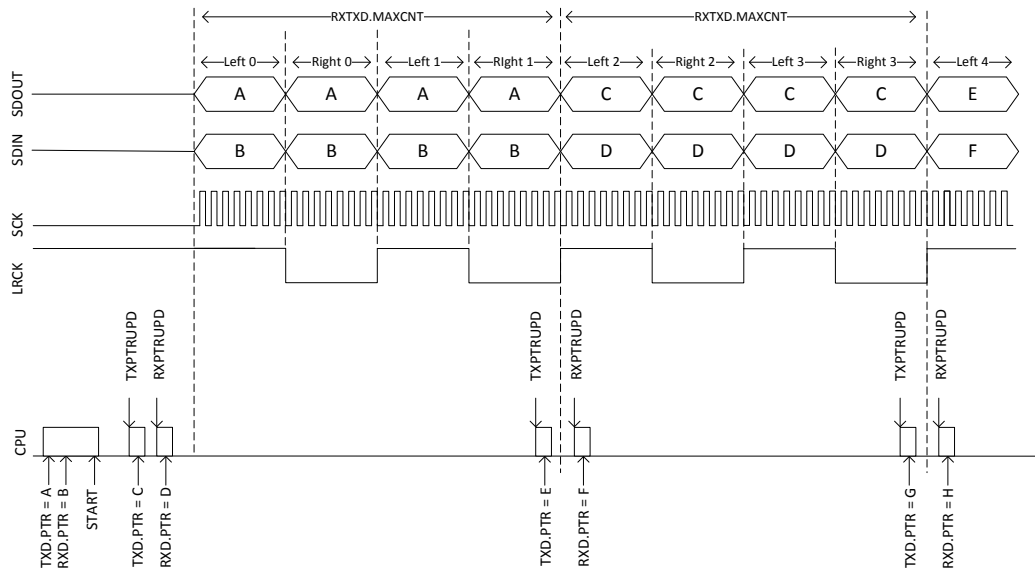 RXTXD.MAXCNT RXTXD.MAXCNT
Left 0 Right 0 Left 1 RIght 1 Left 2 Right 2 Left 3 Right 3 Left 4
SDOUT A A A A C C C C E
SDIN B B B B D D D D F
SCK
LRCK
TXPTRUPD RXPTRUPD TXPTRUPD RXPTRUPD TXPTRUPD RXPTRUPD
CPU
TXD.PTR = A RXD.PTR = B START TXD.PTR = C RXD.PTR = D TXD.PTR = E RXD.PTR = F TXD.PTR = G RXD.PTR = H